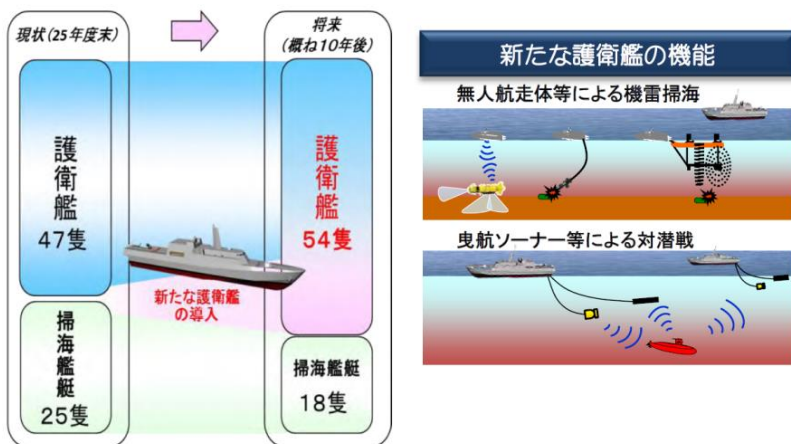 現状(25年度末)
護衛艦
47隻
掃海艦艇
25隻
将来
(概ね10年後)
護衛艦
54隻
新たな護衛艦
の導入
掃海艦艇
18隻
新たな護衛艦の機能
無人航走体等による機雷掃海
曳航ソーナー等による対潜戦